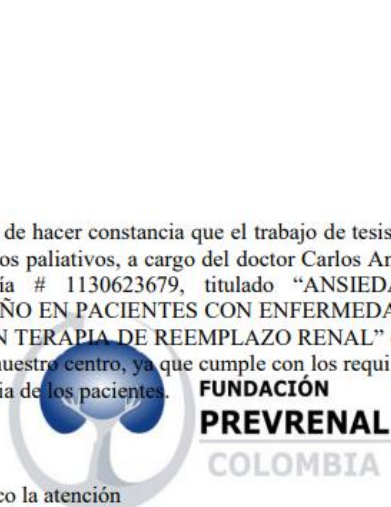 de hacer constancia que el trabajo de tesis
os paliativos, a cargo del doctor Carlos An
ía # 1130623679, titulado “ANSIEDA
ÑO EN PACIENTES CON ENFERMEDA
N TERAPIA DE REEMPLAZO RENAL”
nuestro centro, ya que cumple con los requi
ia de los pacientes.
FUNDACIÓN
PREVRENAL
COLOMBIA
co la atención